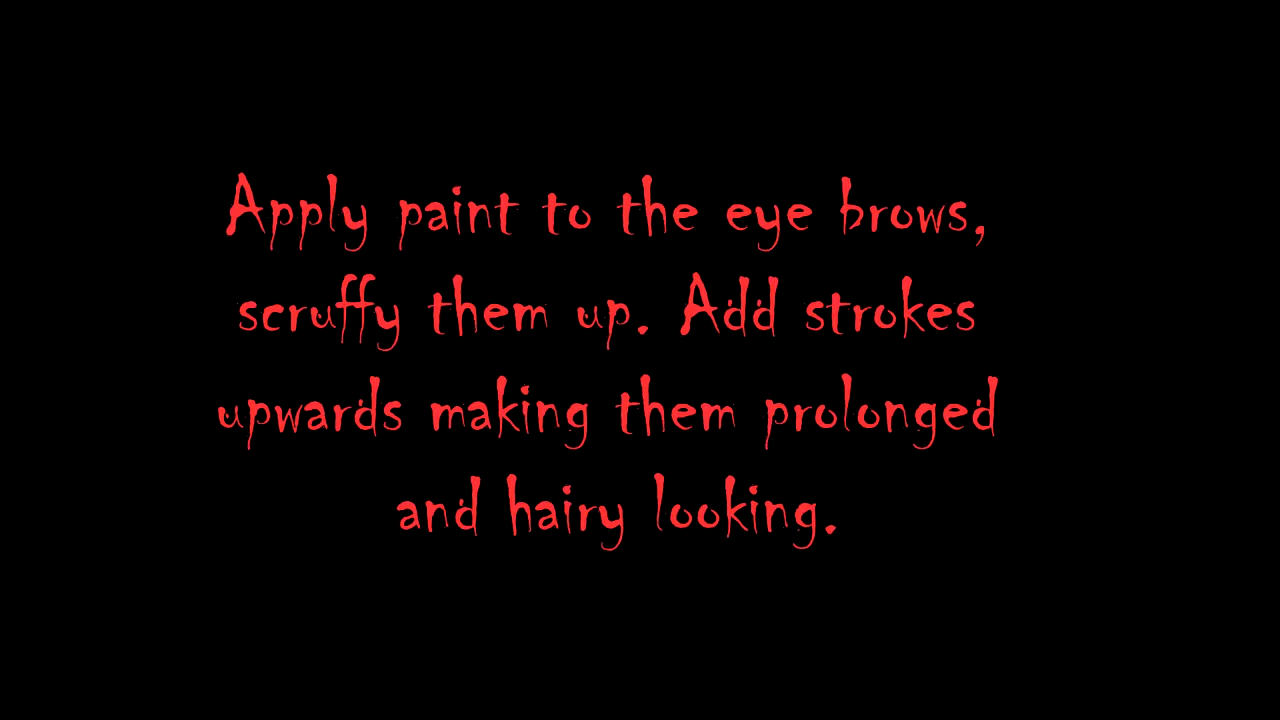 Apply paint to the eye brows,
scruffy them up. Add strokes
upwards making them prolonged
and hairy looking.